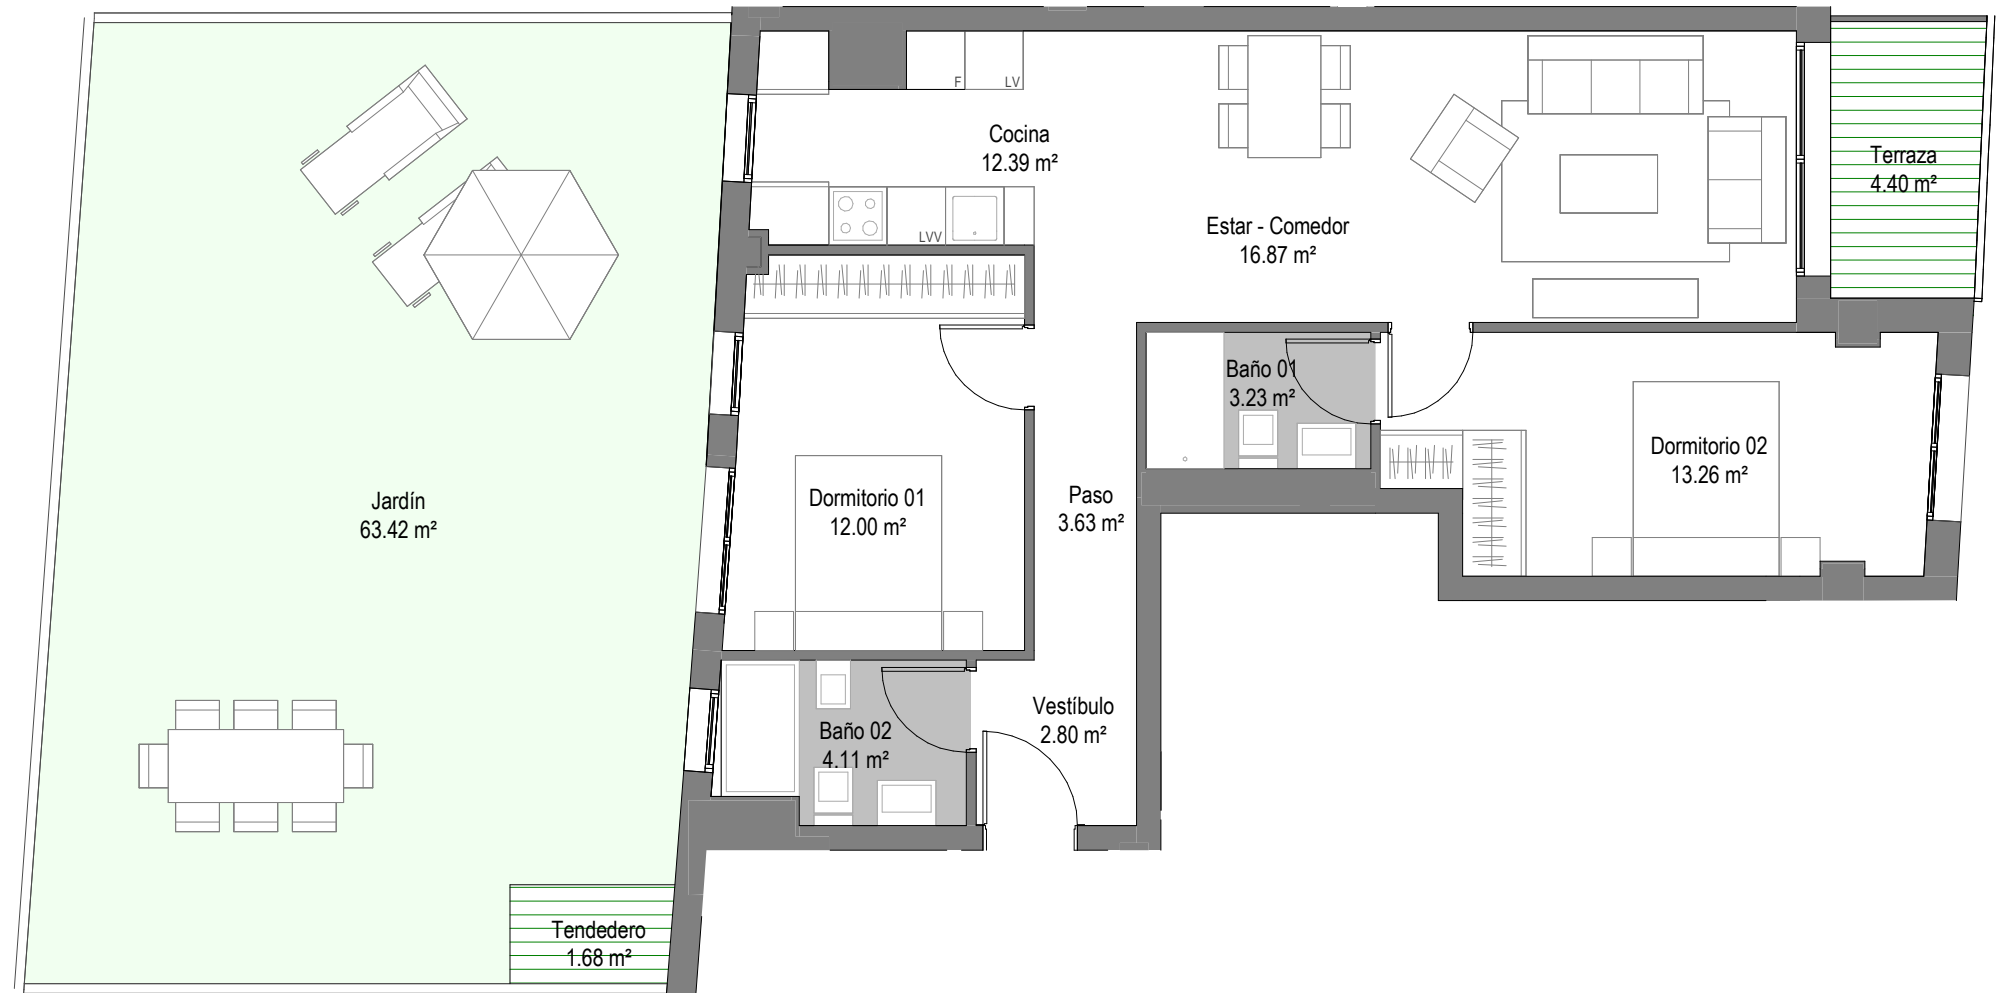 F
LV
Cocina
12.39 m²
LVV
Estar - Comedor
16.87 m²
Terraza
4.40 m²
Baño 01
3.23 m²
Dormitorio 02
13.26 m²
Jardín
63.42 m²
Dormitorio 01
12.00 m²
Paso
3.63 m²
Vestíbulo
2.80 m²
Baño 02
4.11 m²
Tendedero
1.68 m²